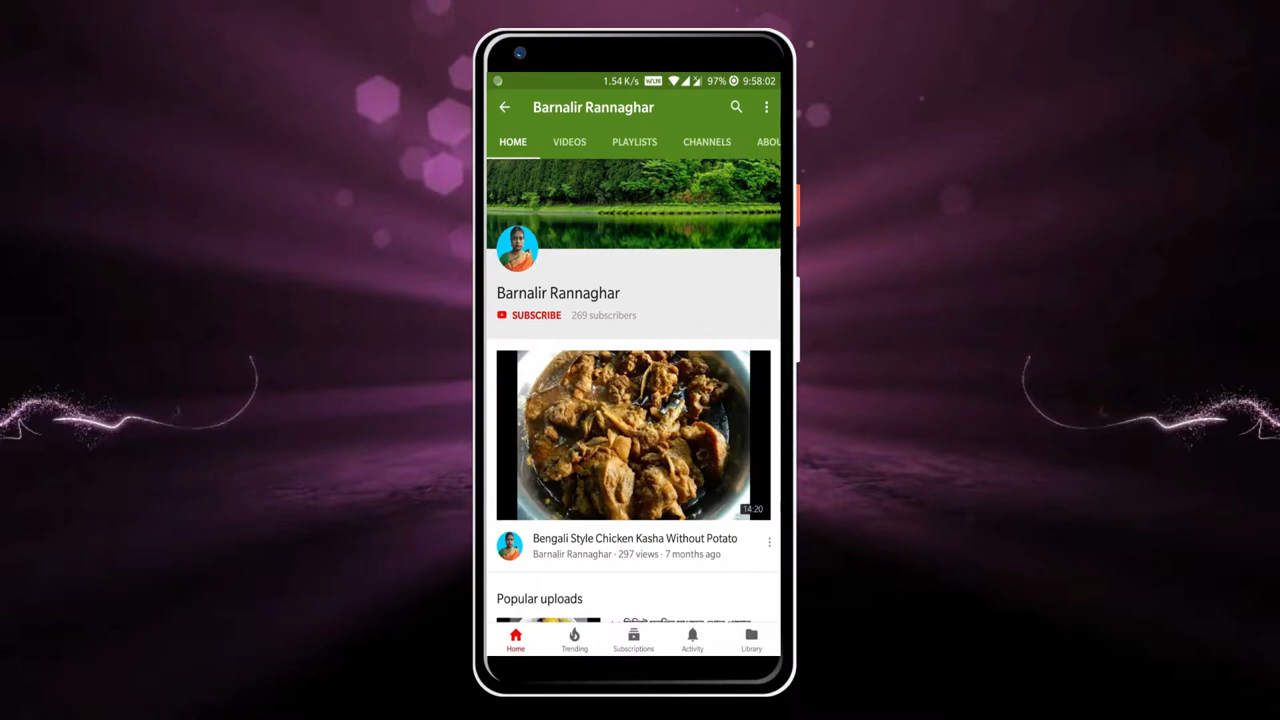 1.54 K/s VoLTE 97% 9:58:02
Barnalir Rannaghar
HOME VIDEOS PLAYLISTS CHANNELS ABOU
Barnalir Rannaghar
SUBSCRIBE 269 subscribers
14:20
Bengali Style Chicken Kasha Without Potato
Barnalir Rannaghar · 297 views · 7 months ago
Popular uploads
Home Trending Subscriptions Activity Library